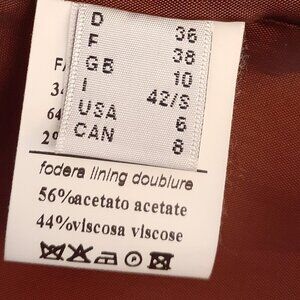 D 36
F 38
GB 10
I 42/S
USA 6
CAN 8
fodera lining doublure
56%acetato acetate
44%viscosa viscose